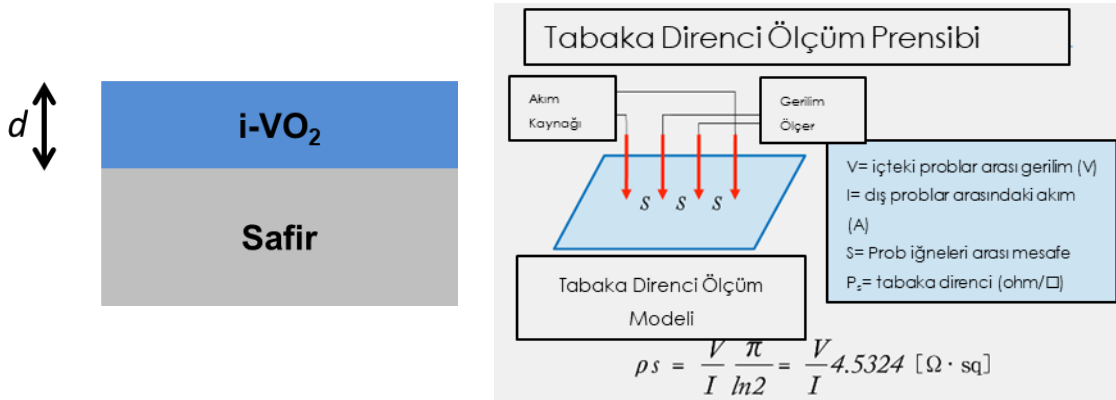 d
i-VO₂
Safir
Tabaka Direnci Ölçüm Prensibi
Akım
Kaynağı
Gerilim
Ölçer
S S S
V= içteki problar arası gerilim (V)
I= dış problar arasındaki akım
(A)
S= Prob iğneleri arası mesafe
Pₛ= tabaka direnci (ohm/□)
Tabaka Direnci Ölçüm
Modeli
ρs = V/I π/ln2 = V/I 4.5324 [Ω · sq]